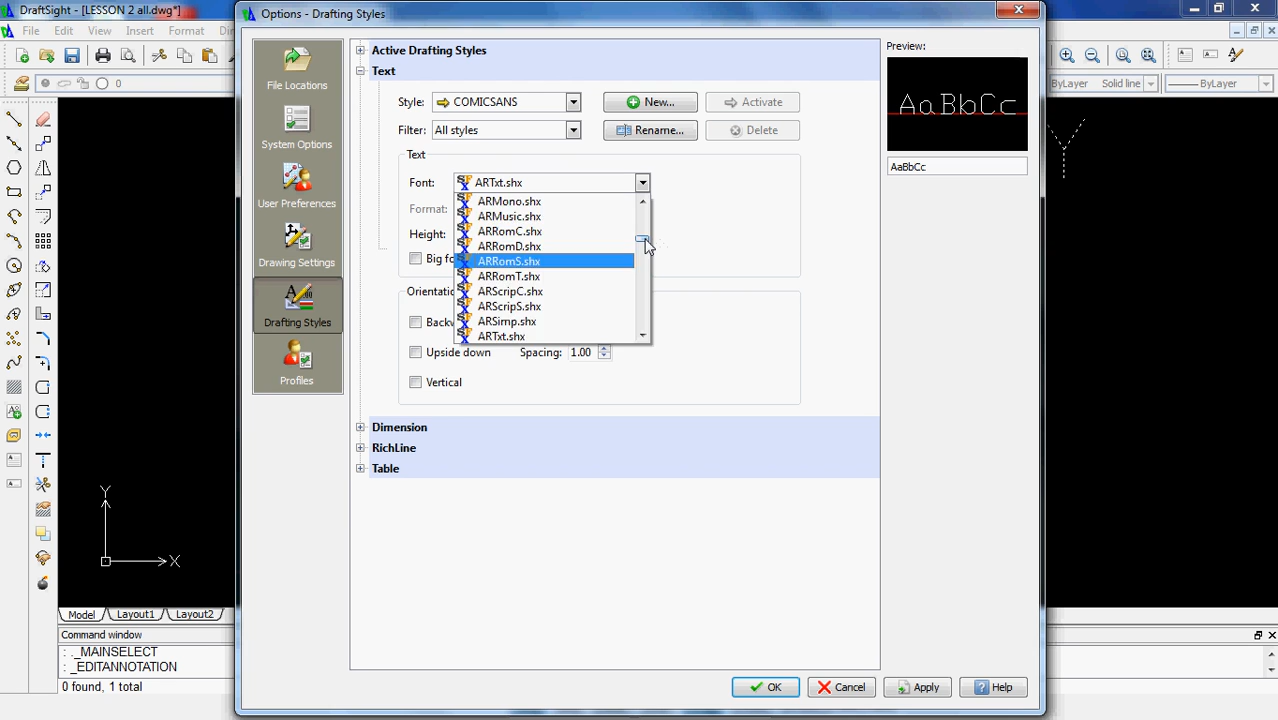 DraftSight - [LESSON 2 all.dwg*]
Options - Drafting Styles
File Edit View Insert Format
0
ByLayer Solid line ByLayer
File Locations
System Options
User Preferences
Drawing Settings
Drafting Styles
Profiles
Active Drafting Styles
Text
Style: COMICSANS New... Activate
Filter: All styles Rename... Delete
Text
Font: ARTxt.shx
Format:
Height:
ARMono.shx
ARMusic.shx
ARRomC.shx
ARRomD.shx
ARRomS.shx
ARRomT.shx
ARScripC.shx
ARScripS.shx
ARSimp.shx
ARTxt.shx
Upside down Spacing: 1.00
Vertical
Dimension
RichLine
Table
Preview:
AaBbCc
AaBbCc
Y
X
Model Layout1 Layout2
Command window
: ._MAINSELECT
: _EDITANNOTATION
0 found, 1 total
OK Cancel Apply Help